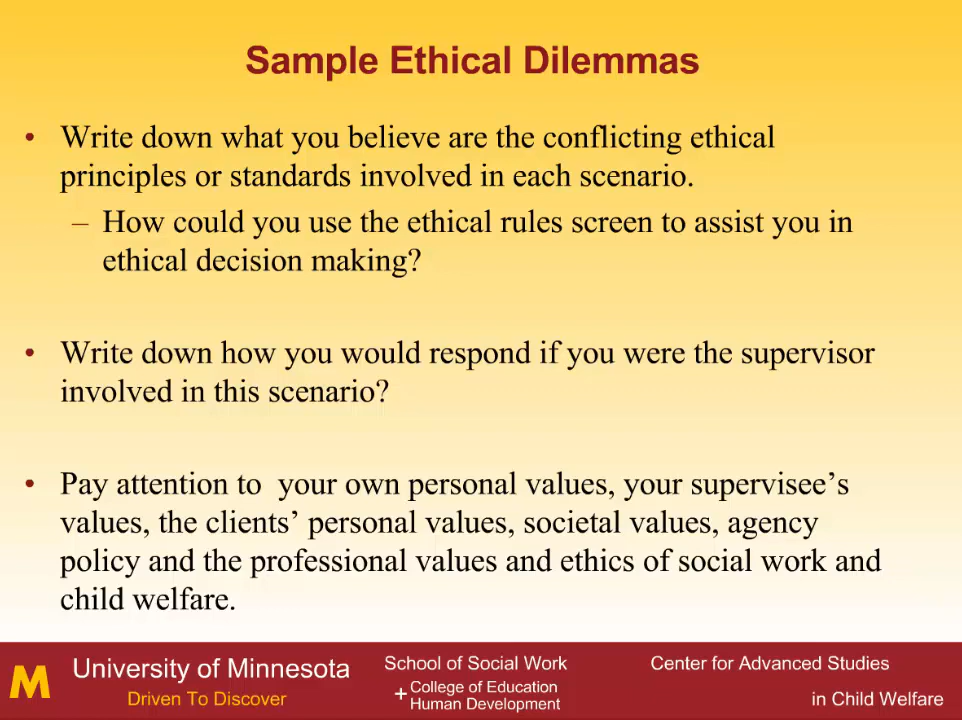 Sample Ethical Dilemmas
• Write down what you believe are the conflicting ethical
principles or standards involved in each scenario.
– How could you use the ethical rules screen to assist you in
ethical decision making?
• Write down how you would respond if you were the supervisor
involved in this scenario?
• Pay attention to  your own personal values, your supervisee’s
values, the clients’ personal values, societal values, agency
policy and the professional values and ethics of social work and
child welfare.
M University of Minnesota
Driven To Discover
School of Social Work
+ College of Education
Human Development
Center for Advanced Studies
in Child Welfare